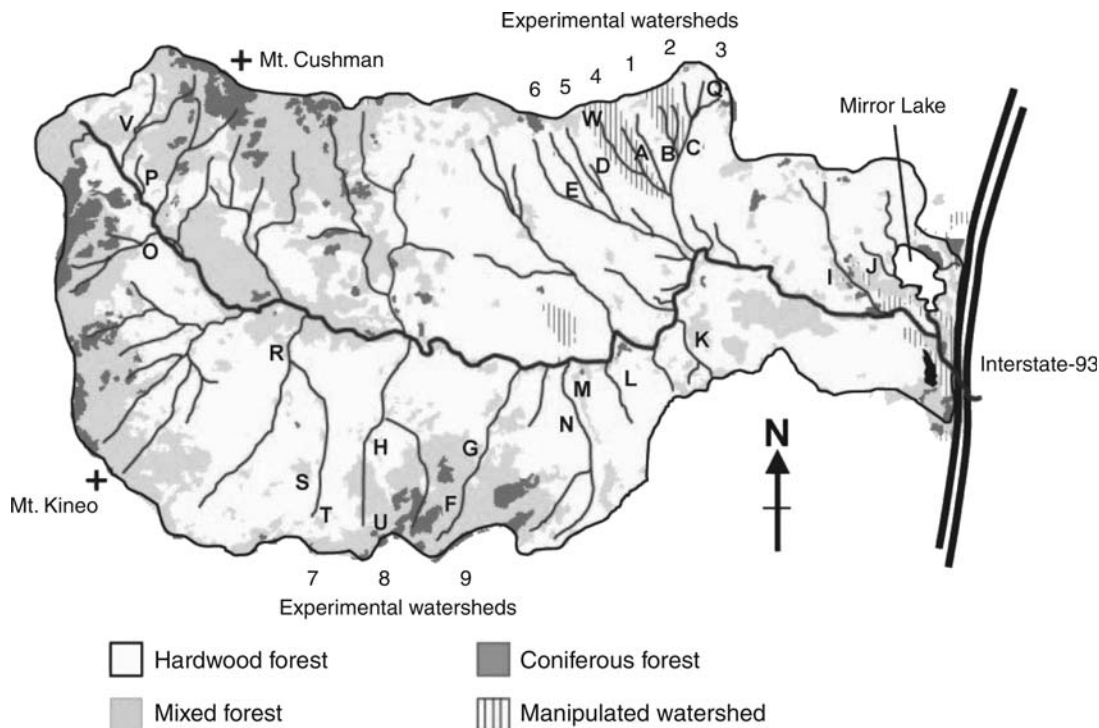 Experimental watersheds
6 5 4 1 2 3
Mt. Cushman
Mirror Lake
Q
V
W
A B C
P
D
E
O
I J
R
K
Interstate-93
M
L
N
N
H
G
Mt. Kineo
S
F
T
U
7 8 9
Experimental watersheds
Hardwood forest
Coniferous forest
Mixed forest
Manipulated watershed